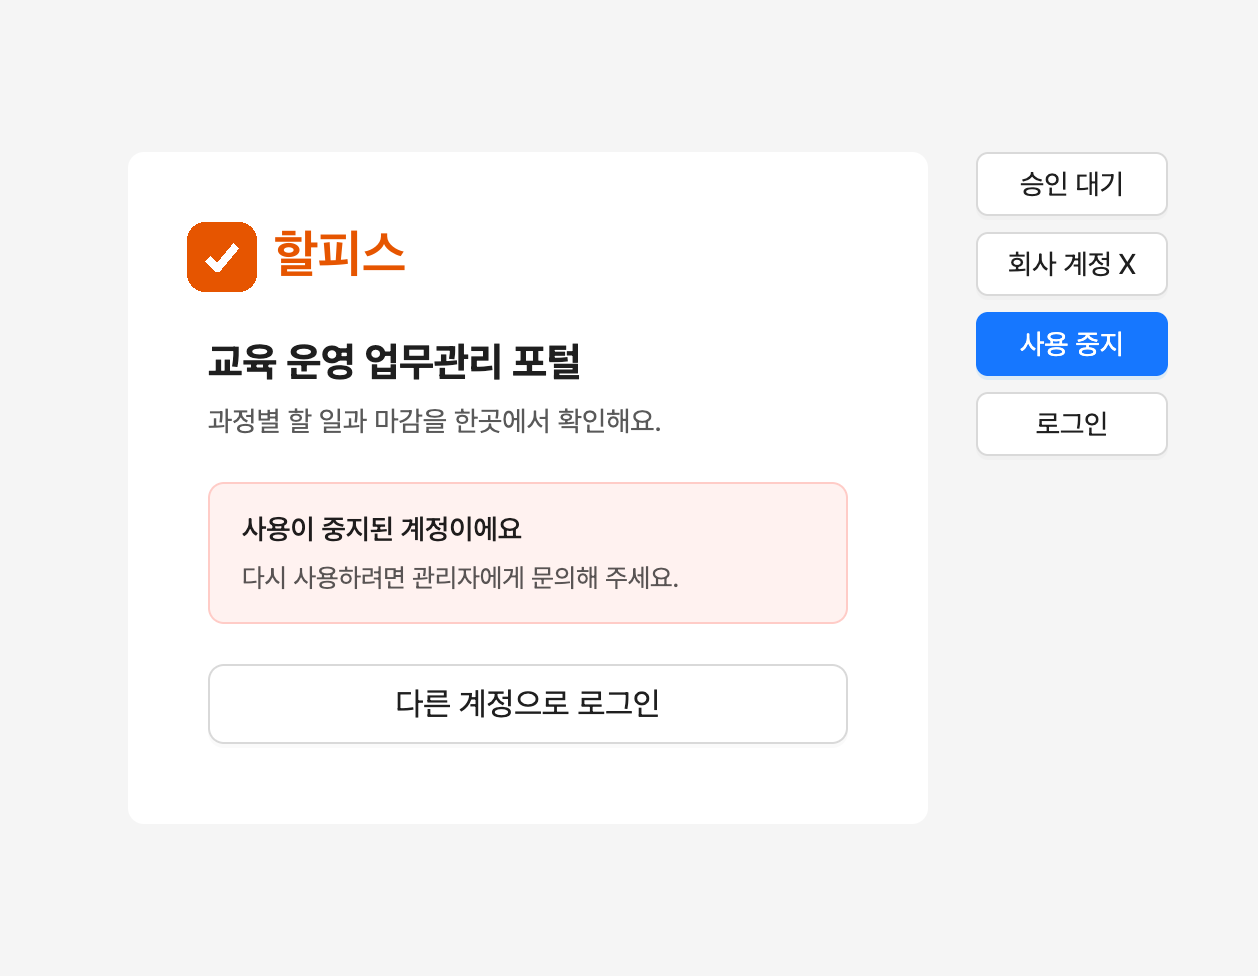 할피스
교육 운영 업무관리 포털
과정별 할 일과 마감을 한곳에서 확인해요.
사용이 중지된 계정이에요
다시 사용하려면 관리자에게 문의해 주세요.
다른 계정으로 로그인
승인 대기
회사 계정 X
사용 중지
로그인